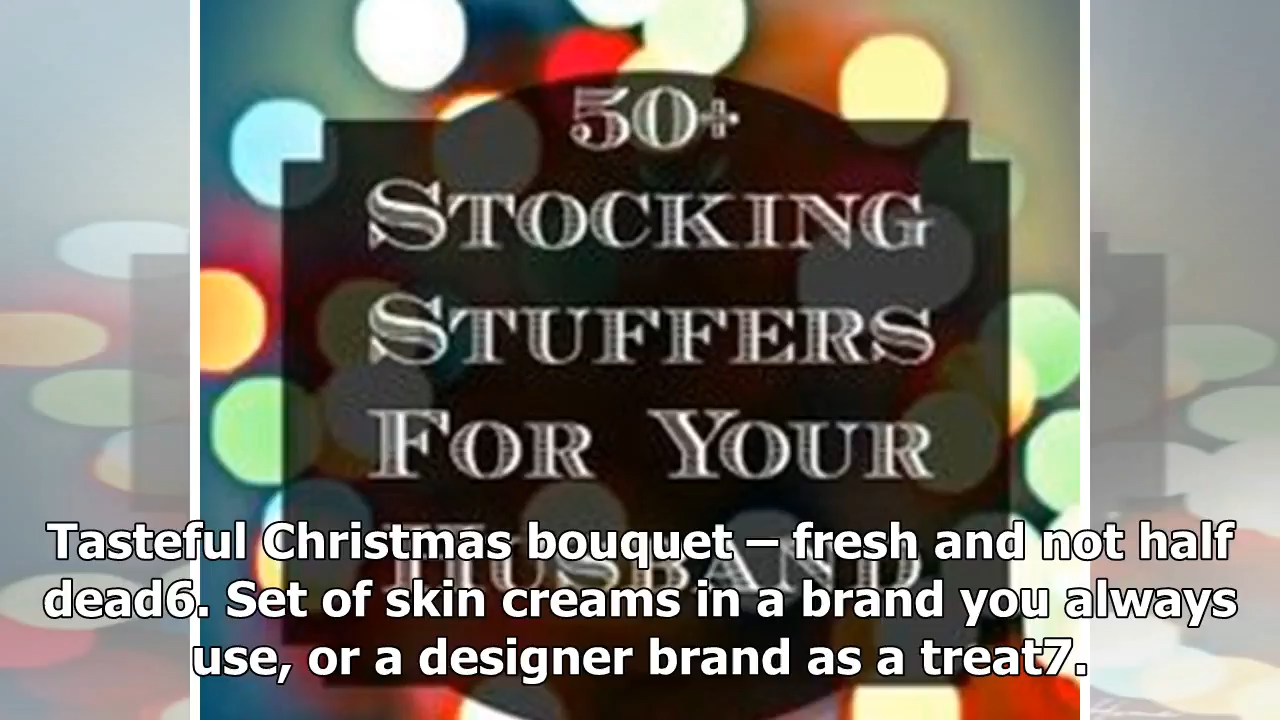 50+
STOCKING
STUFFERS
FOR YOUR
HUSBAND
Tasteful Christmas bouquet – fresh and not half
dead6. Set of skin creams in a brand you always
use, or a designer brand as a treat7.